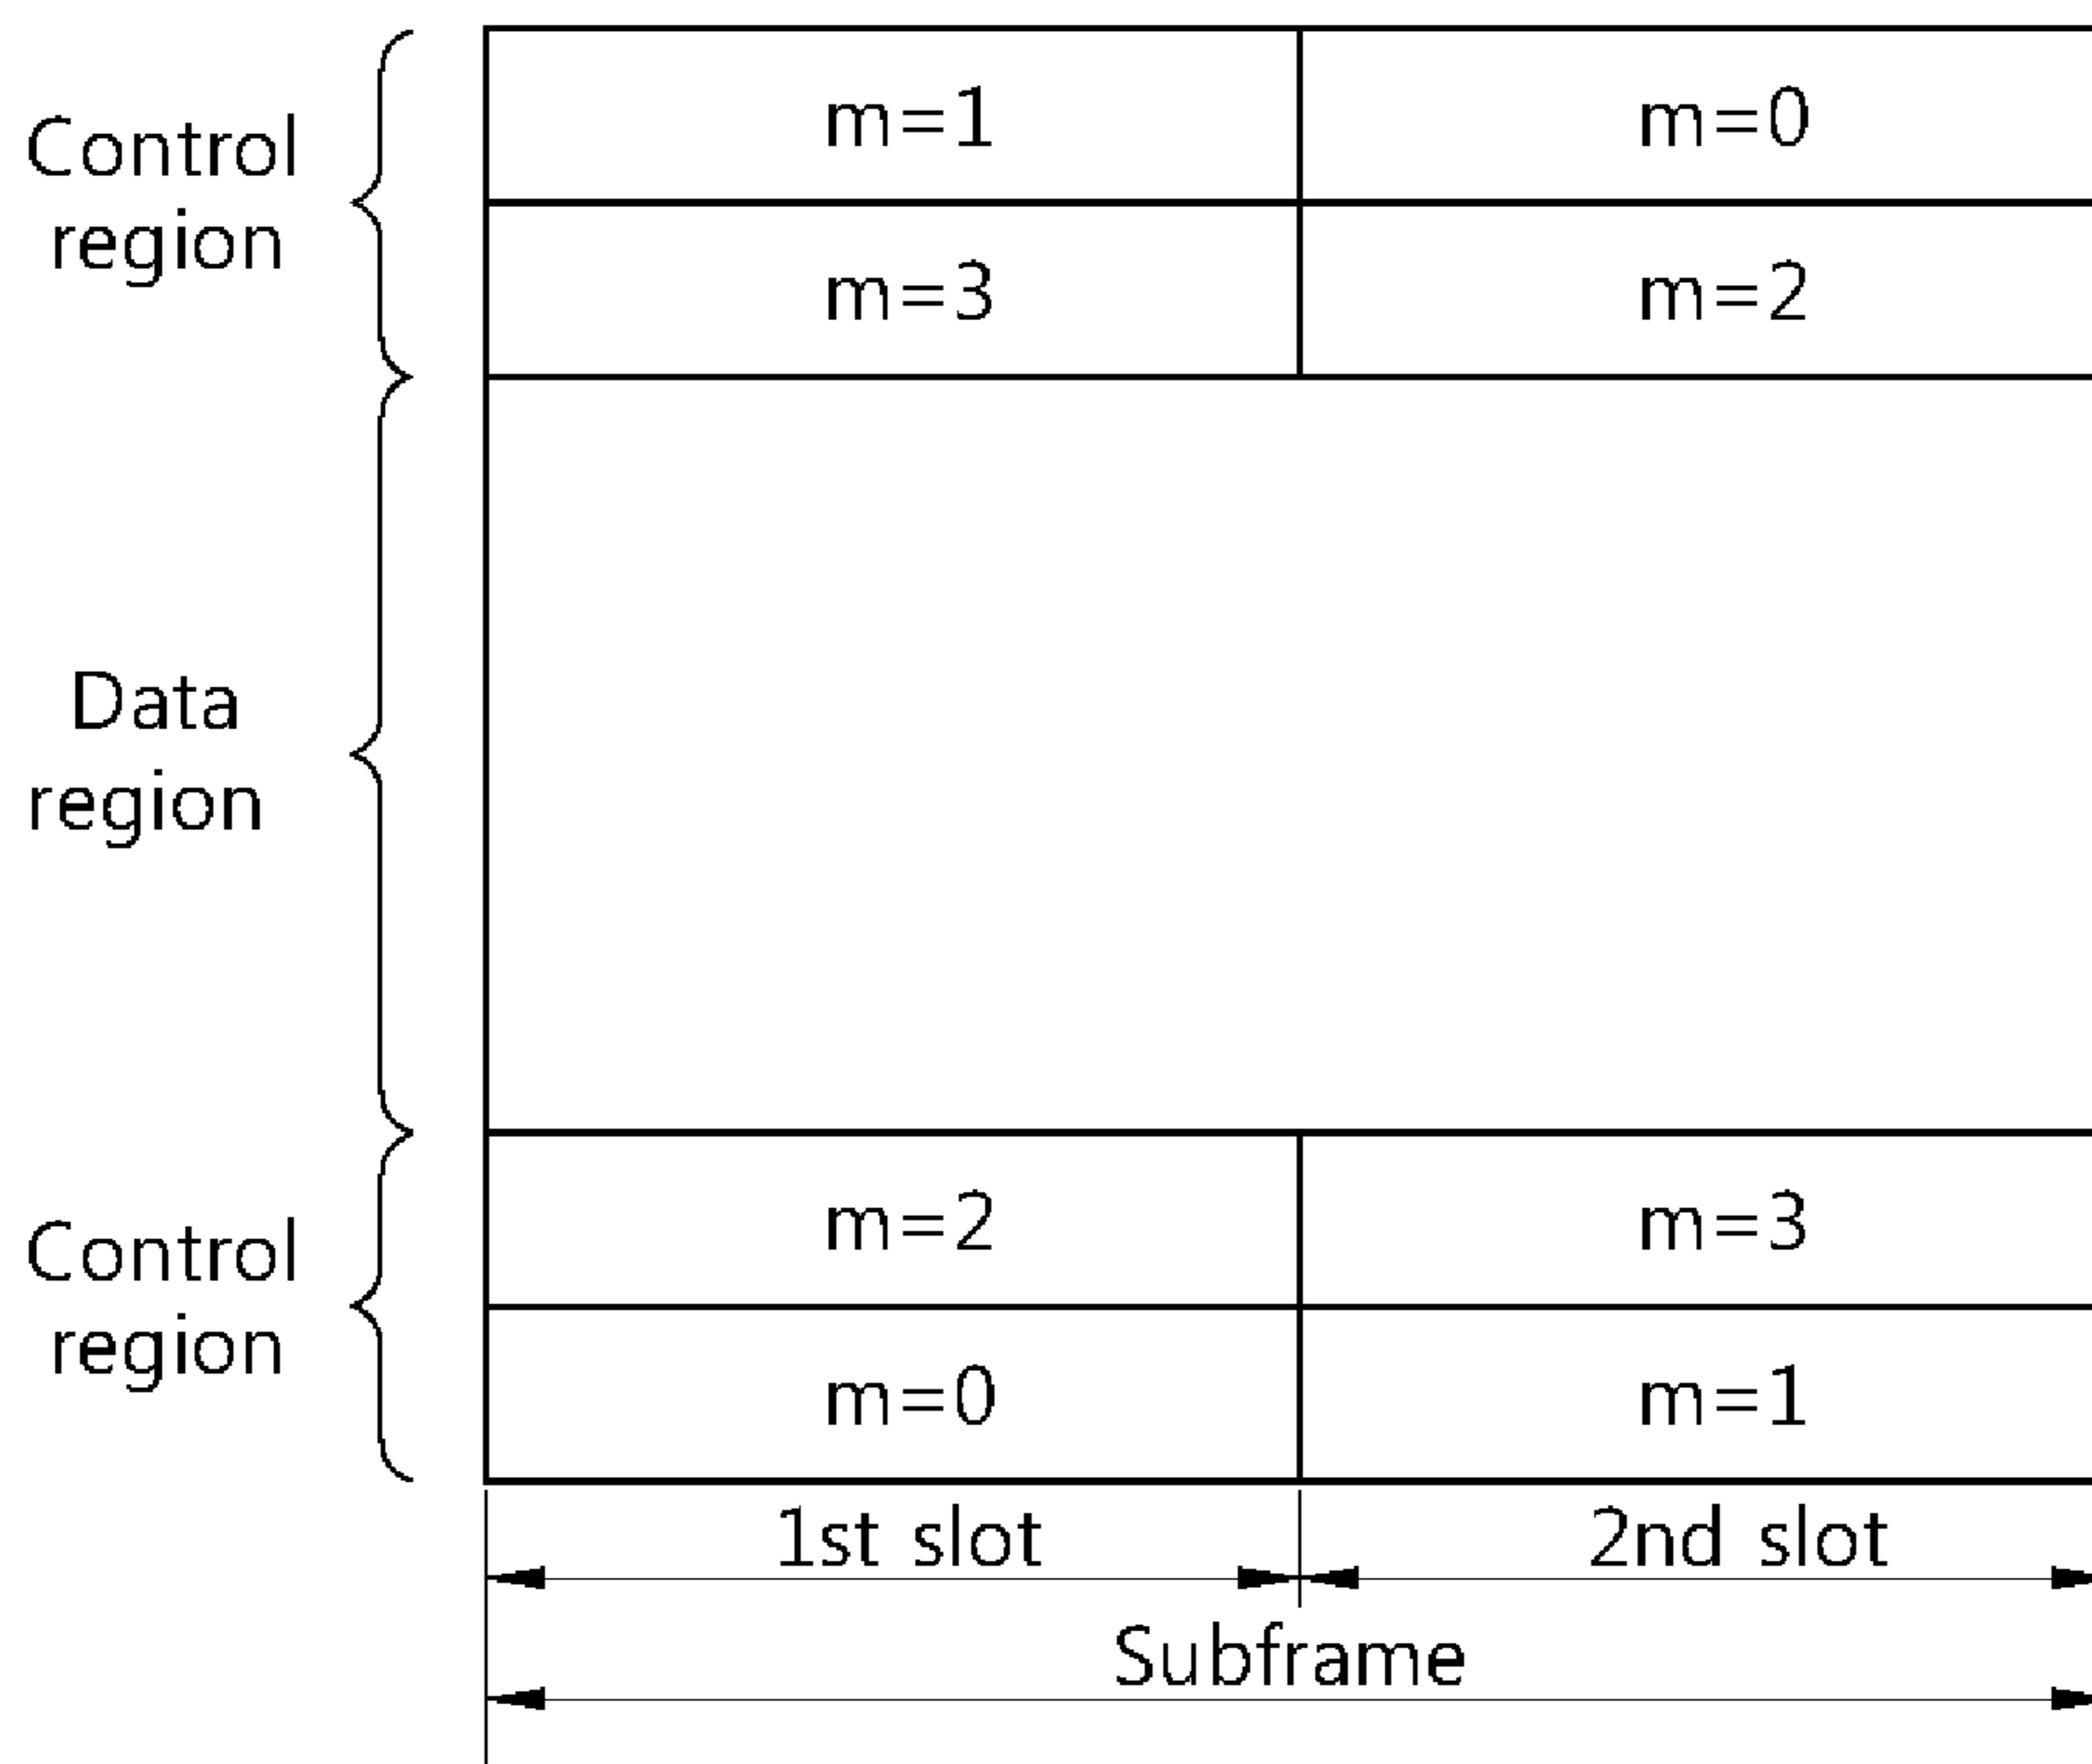 m=1 m=0
Control
region
m=3 m=2
Data
region
m=2 m=3
Control
region
m=0 m=1
1st slot 2nd slot
Subframe